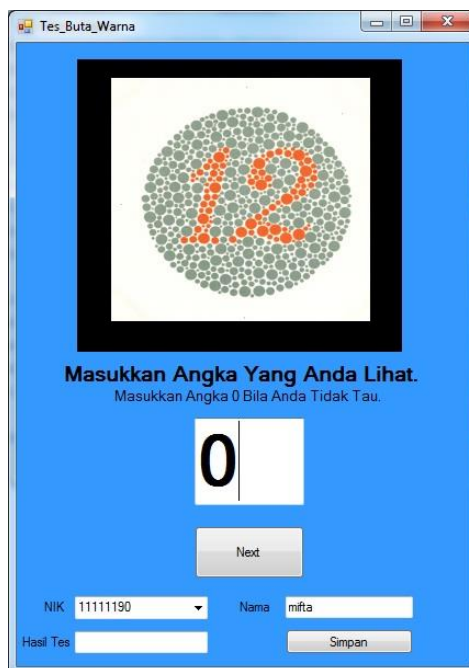 Tes_Buta_Warna
12
Masukkan Angka Yang Anda Lihat.
Masukkan Angka 0 Bila Anda Tidak Tau.
0
Next
NIK 11111190 Nama mifta
Hasil Tes Simpan